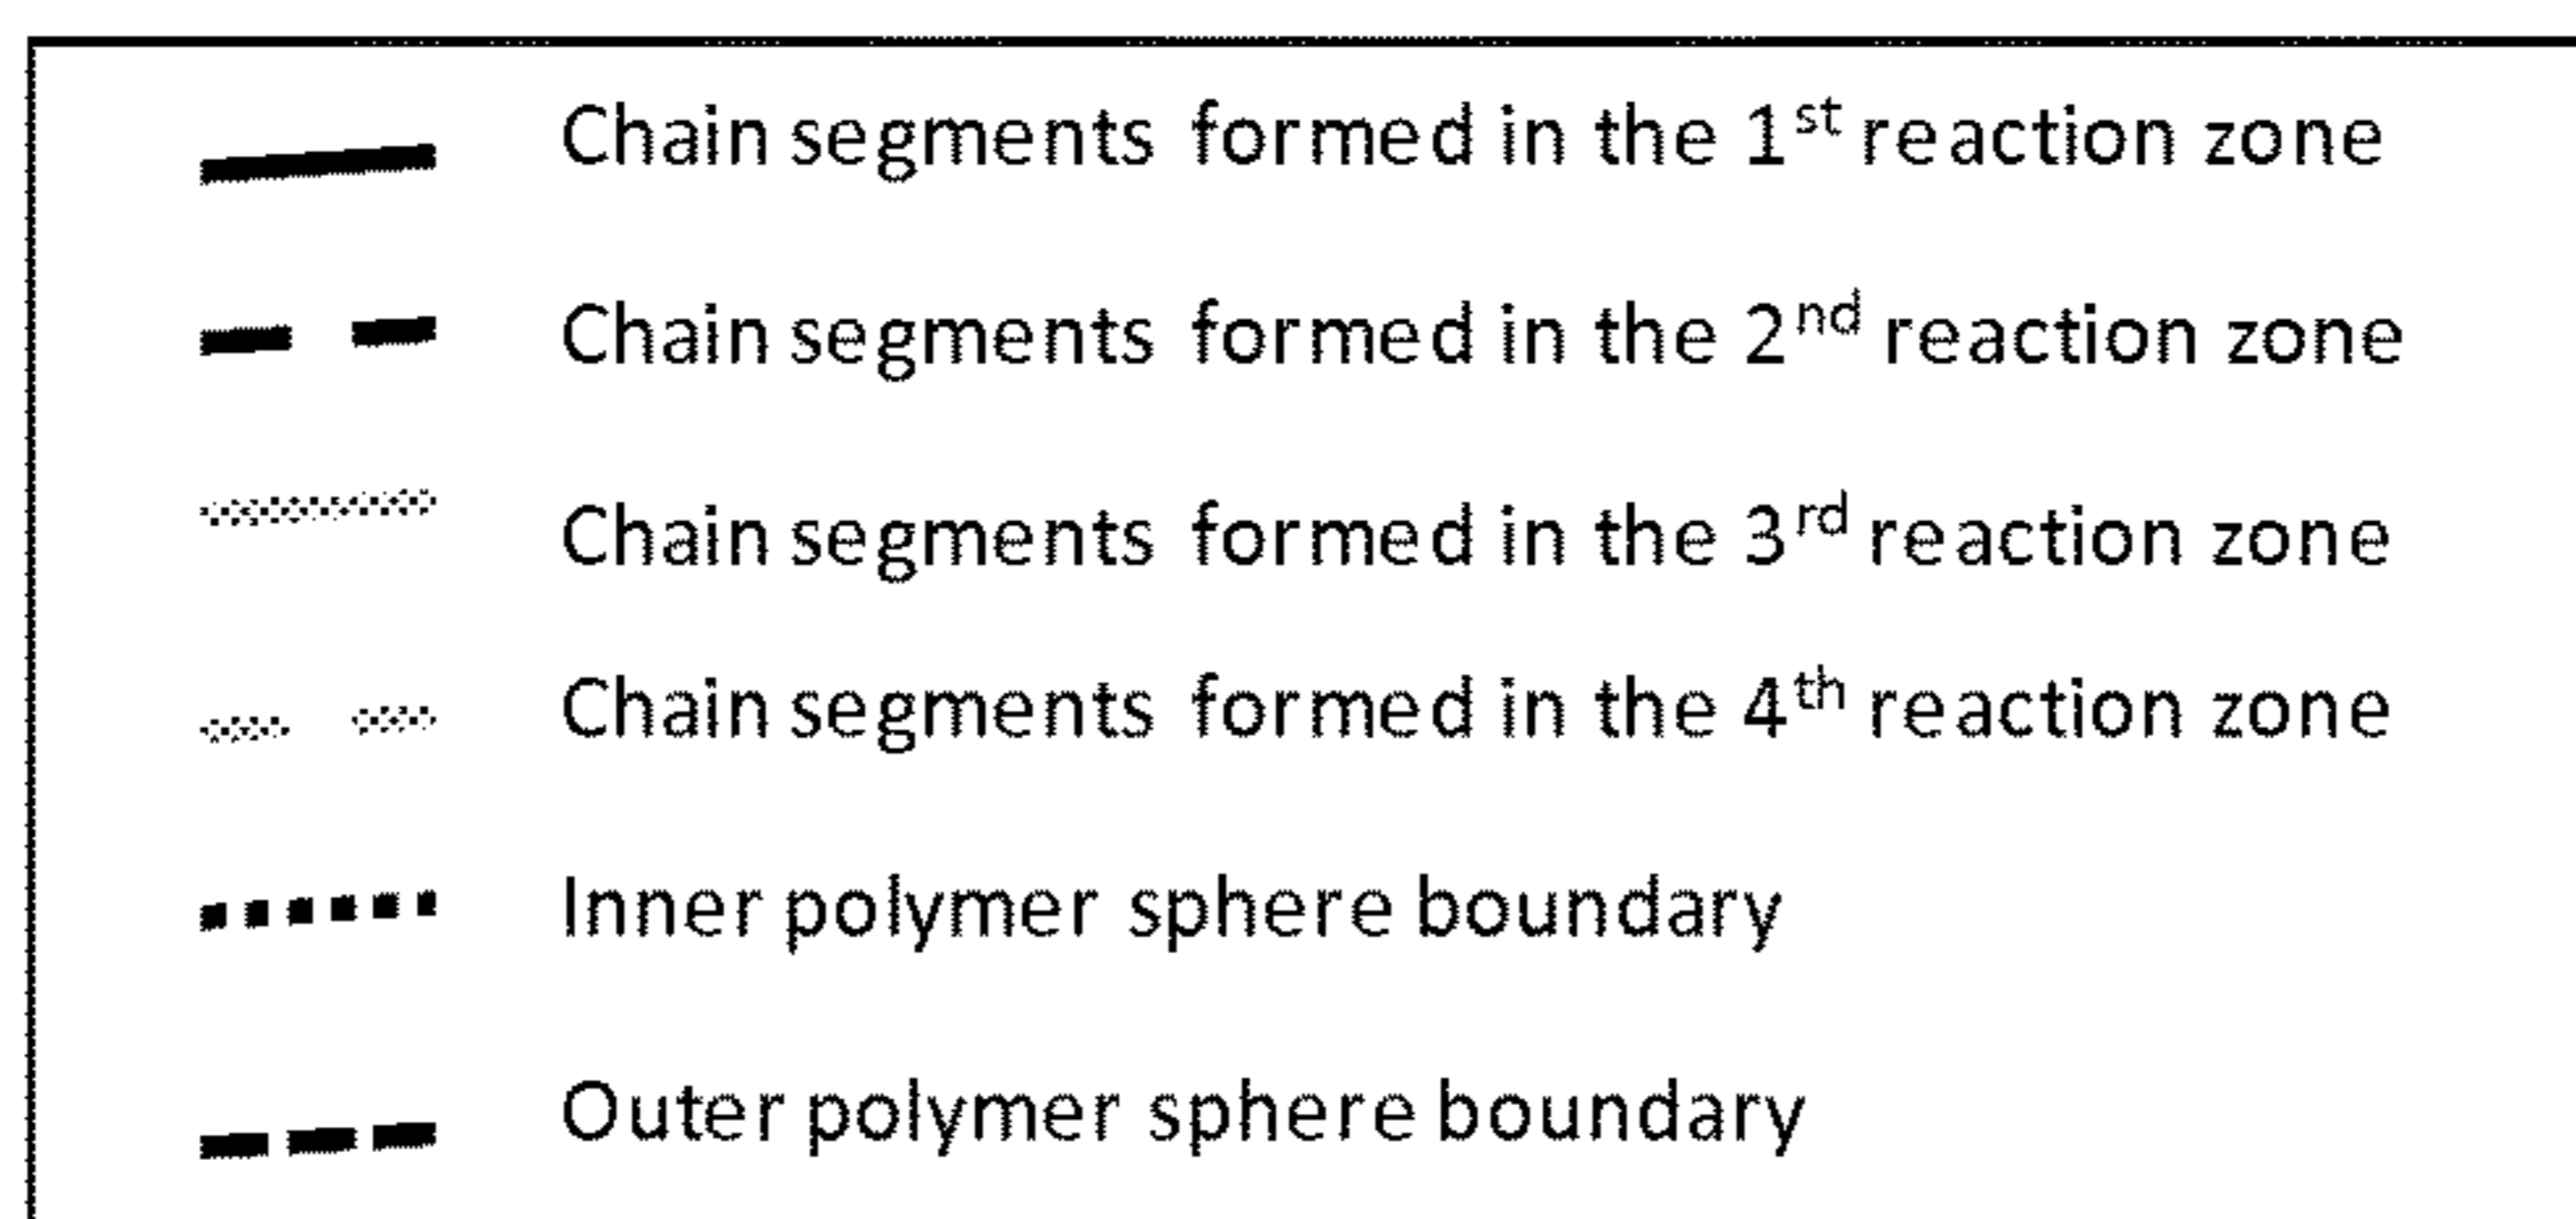 Chain segments formed in the 1st reaction zone
Chain segments formed in the 2nd reaction zone
Chain segments formed in the 3rd reaction zone
Chain segments formed in the 4th reaction zone
Inner polymer sphere boundary
Outer polymer sphere boundary